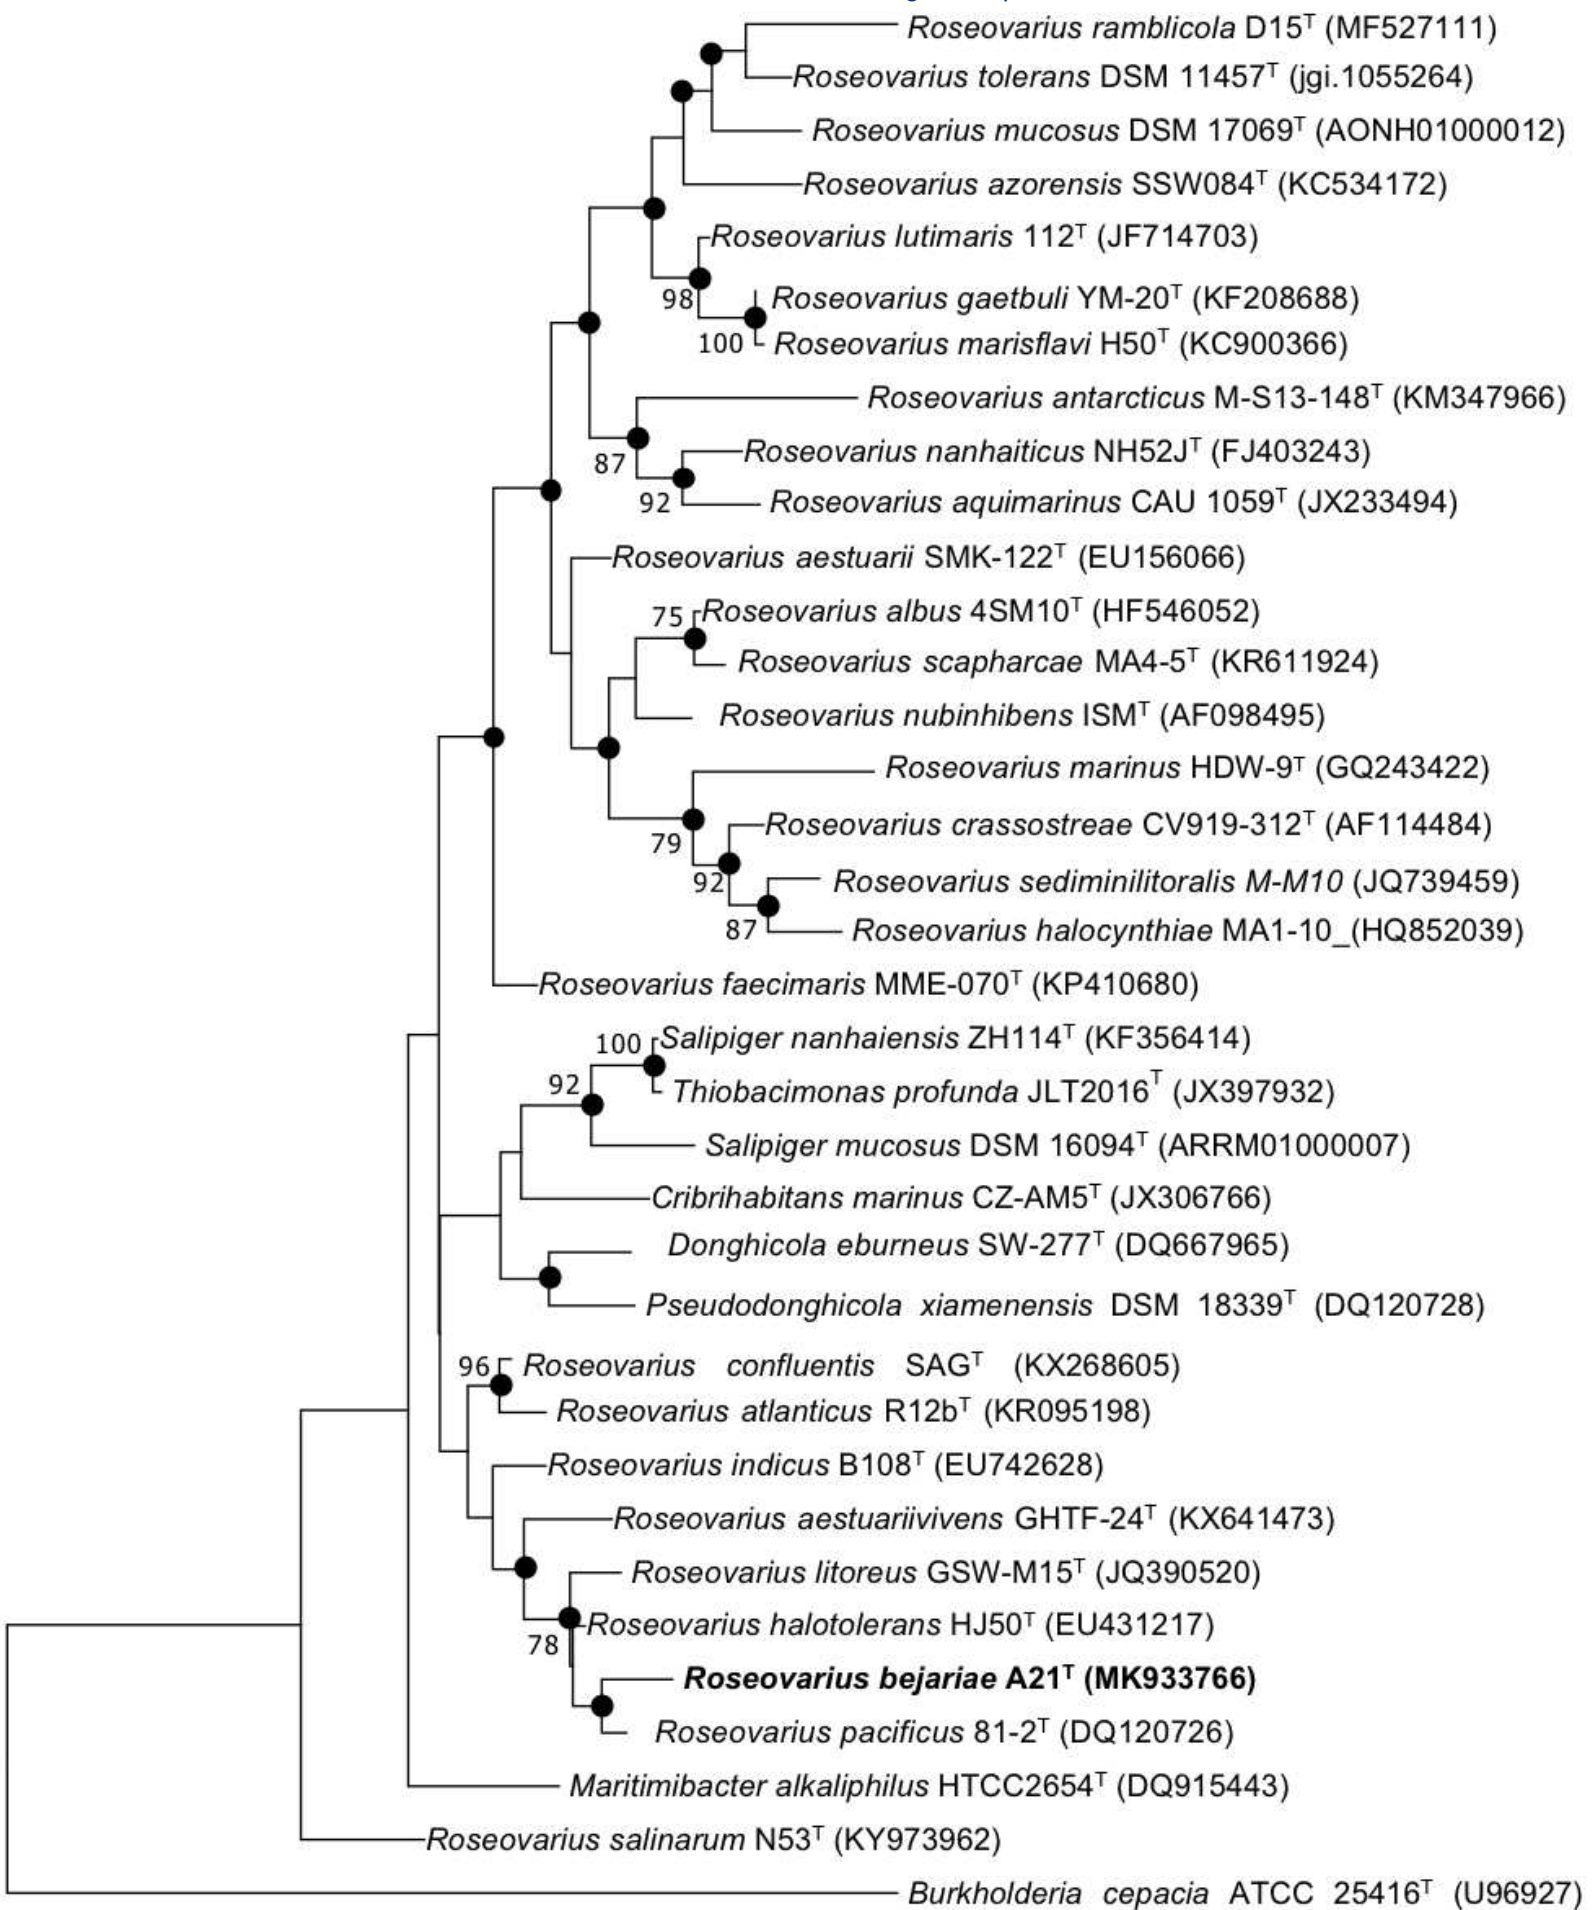 Roseovarius ramblicola D15ᵀ (MF527111)
Roseovarius tolerans DSM 11457ᵀ (jgi.1055264)
Roseovarius mucosus DSM 17069ᵀ (AONH01000012)
Roseovarius azorensis SSW084ᵀ (KC534172)
Roseovarius lutimaris 112ᵀ (JF714703)
98
Roseovarius gaetbuli YM-20ᵀ (KF208688)
100
Roseovarius marisflavi H50ᵀ (KC900366)
Roseovarius antarcticus M-S13-148ᵀ (KM347966)
Roseovarius nanhaiticus NH52Jᵀ (FJ403243)
87
92
Roseovarius aquimarinus CAU 1059ᵀ (JX233494)
Roseovarius aestuarii SMK-122ᵀ (EU156066)
75
Roseovarius albus 4SM10ᵀ (HF546052)
Roseovarius scapharcae MA4-5ᵀ (KR611924)
Roseovarius nubinhibens ISMᵀ (AF098495)
Roseovarius marinus HDW-9ᵀ (GQ243422)
Roseovarius crassostreae CV919-312ᵀ (AF114484)
79
92
Roseovarius sediminilitoralis M-M10 (JQ739459)
87
Roseovarius halocynthiae MA1-10_(HQ852039)
Roseovarius faecimaris MME-070ᵀ (KP410680)
100
Salipiger nanhaiensis ZH114ᵀ (KF356414)
92
Thiobacimonas profunda JLT2016ᵀ (JX397932)
Salipiger mucosus DSM 16094ᵀ (ARRM01000007)
Cribrihabitans marinus CZ-AM5ᵀ (JX306766)
Donghicola eburneus SW-277ᵀ (DQ667965)
Pseudodonghicola xiamenensis DSM 18339ᵀ (DQ120728)
96
Roseovarius confluentis SAGᵀ (KX268605)
Roseovarius atlanticus R12bᵀ (KR095198)
Roseovarius indicus B108ᵀ (EU742628)
Roseovarius aestuariivivens GHTF-24ᵀ (KX641473)
Roseovarius litoreus GSW-M15ᵀ (JQ390520)
Roseovarius halotolerans HJ50ᵀ (EU431217)
78
Roseovarius bejariae A21ᵀ (MK933766)
Roseovarius pacificus 81-2ᵀ (DQ120726)
Maritimibacter alkaliphilus HTCC2654ᵀ (DQ915443)
Roseovarius salinarum N53ᵀ (KY973962)
Burkholderia cepacia ATCC 25416ᵀ (U96927)